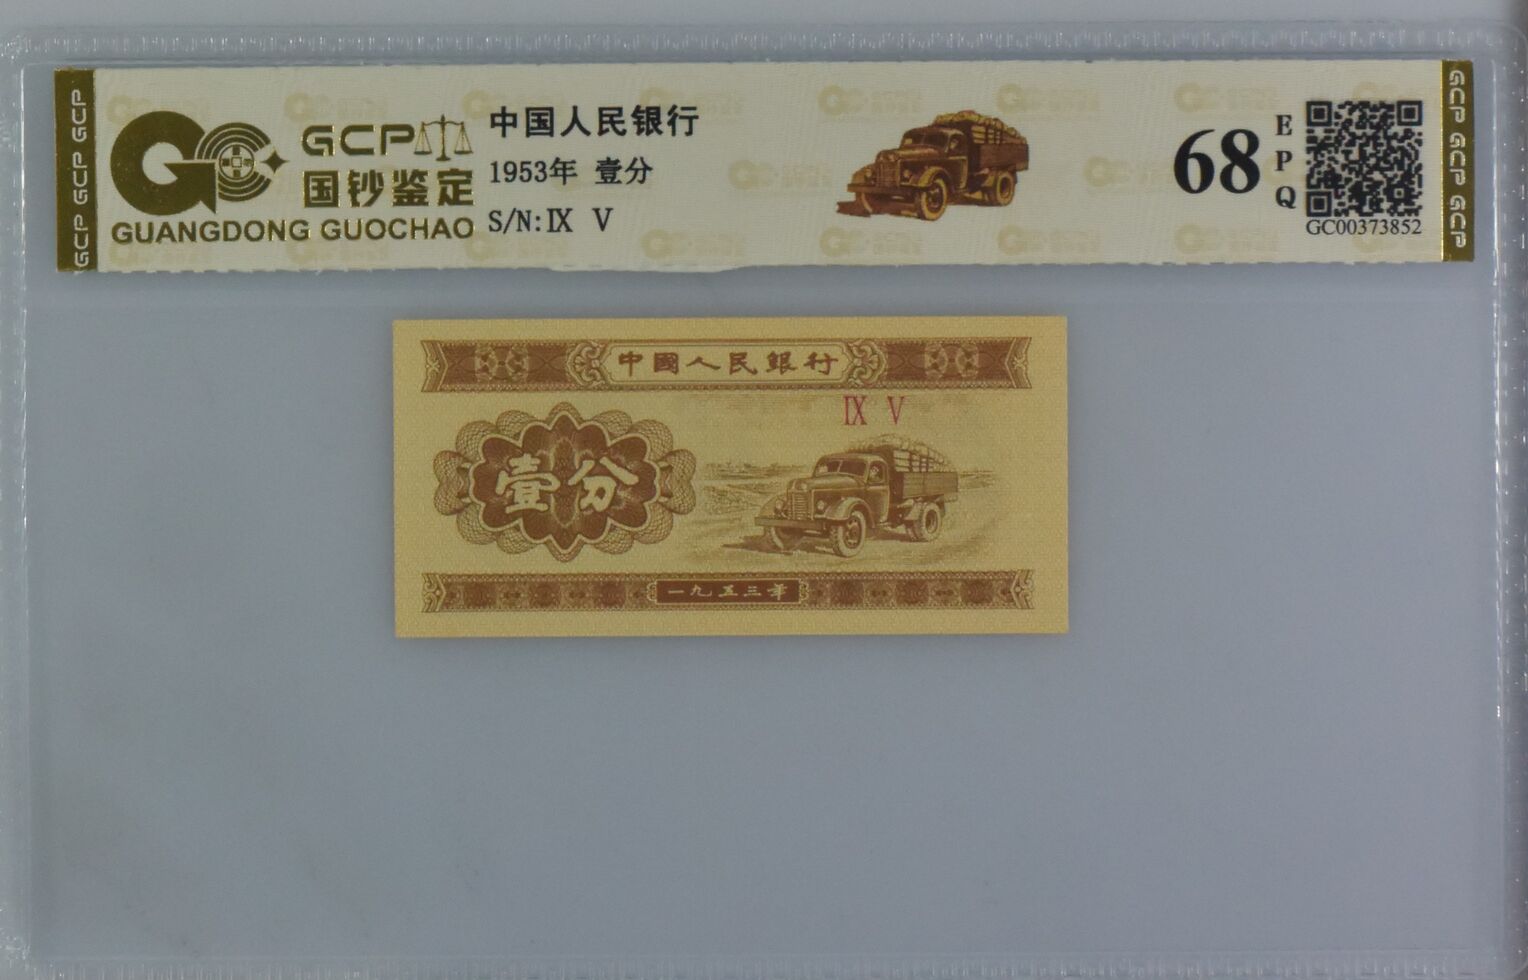 GCP GCP GCP
GCP
国钞鉴定
GUANGDONG GUOCHAO
中国人民银行
1953年 壹分
S/N:Ⅸ Ⅴ
68
EPQ
GC00373852
GCP GCP GCP
中國人民銀行
Ⅸ Ⅴ
壹分
一九五三年